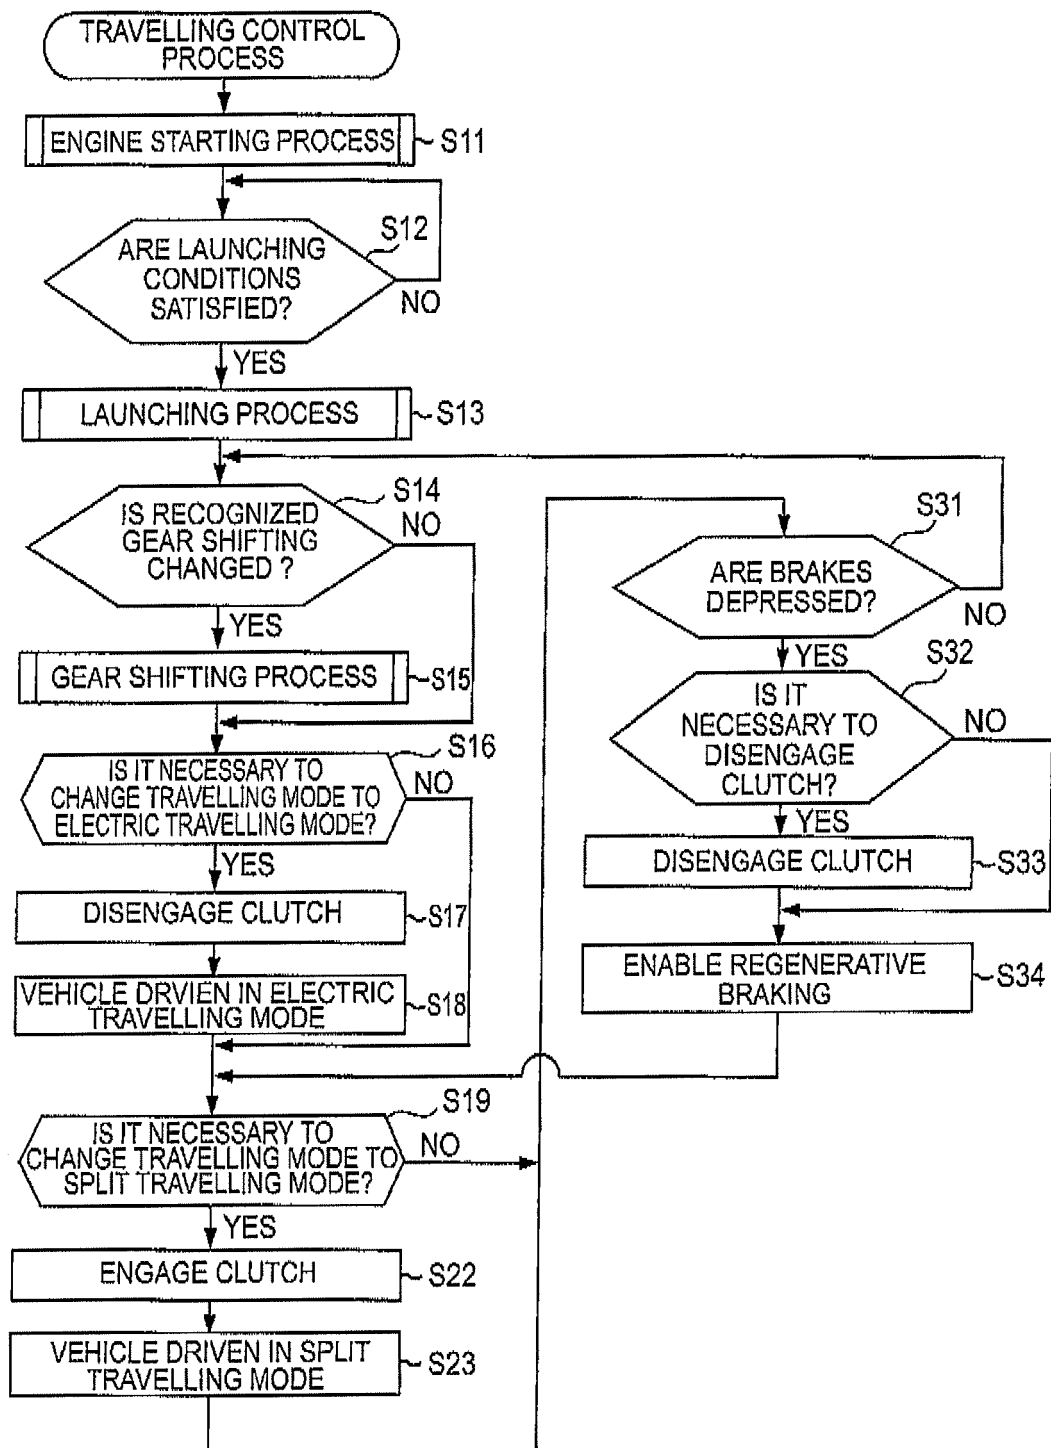 TRAVELLING CONTROL
PROCESS
ENGINE STARTING PROCESS
S11
S12
ARE LAUNCHING
CONDITIONS
SATISFIED?
NO
YES
LAUNCHING PROCESS
S13
S14
IS RECOGNIZED
GEAR SHIFTING
CHANGED ?
NO
YES
GEAR SHIFTING PROCESS
S15
S16
IS IT NECESSARY TO
CHANGE TRAVELLING MODE TO
ELECTRIC TRAVELLING MODE?
NO
YES
DISENGAGE CLUTCH
S17
VEHICLE DRVIEN IN ELECTRIC
TRAVELLING MODE
S18
S19
IS IT NECESSARY TO
CHANGE TRAVELLING MODE TO
SPLIT TRAVELLING MODE?
NO
YES
ENGAGE CLUTCH
S22
VEHICLE DRIVEN IN SPLIT
TRAVELLING MODE
S23
S31
ARE BRAKES
DEPRESSED?
NO
YES
S32
IS IT
NECESSARY TO
DISENGAGE
CLUTCH?
NO
YES
DISENGAGE CLUTCH
S33
ENABLE REGENERATIVE
BRAKING
S34